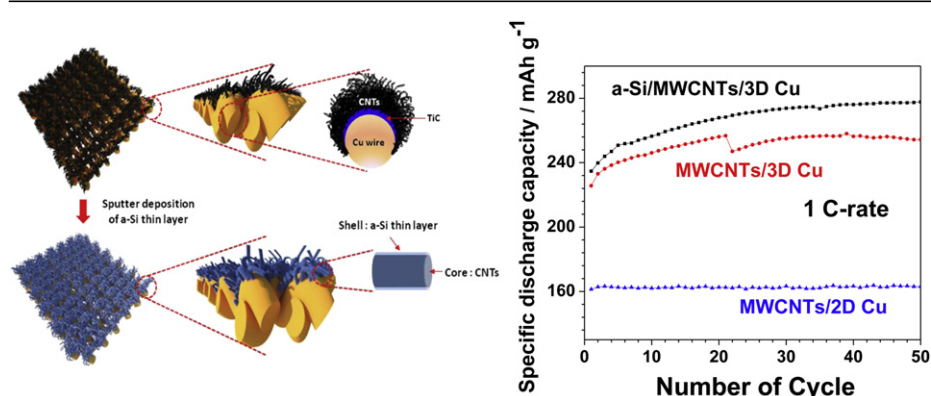 CNTs
TiC
Cu wire
Sputter deposition
of a-Si thin layer
Shell : a-Si thin layer
Core : CNTs
Specific discharge capacity / mAh g⁻¹
280
240
200
160
a-Si/MWCNTs/3D Cu
MWCNTs/3D Cu
1 C-rate
MWCNTs/2D Cu
0 10 20 30 40 50
Number of Cycle